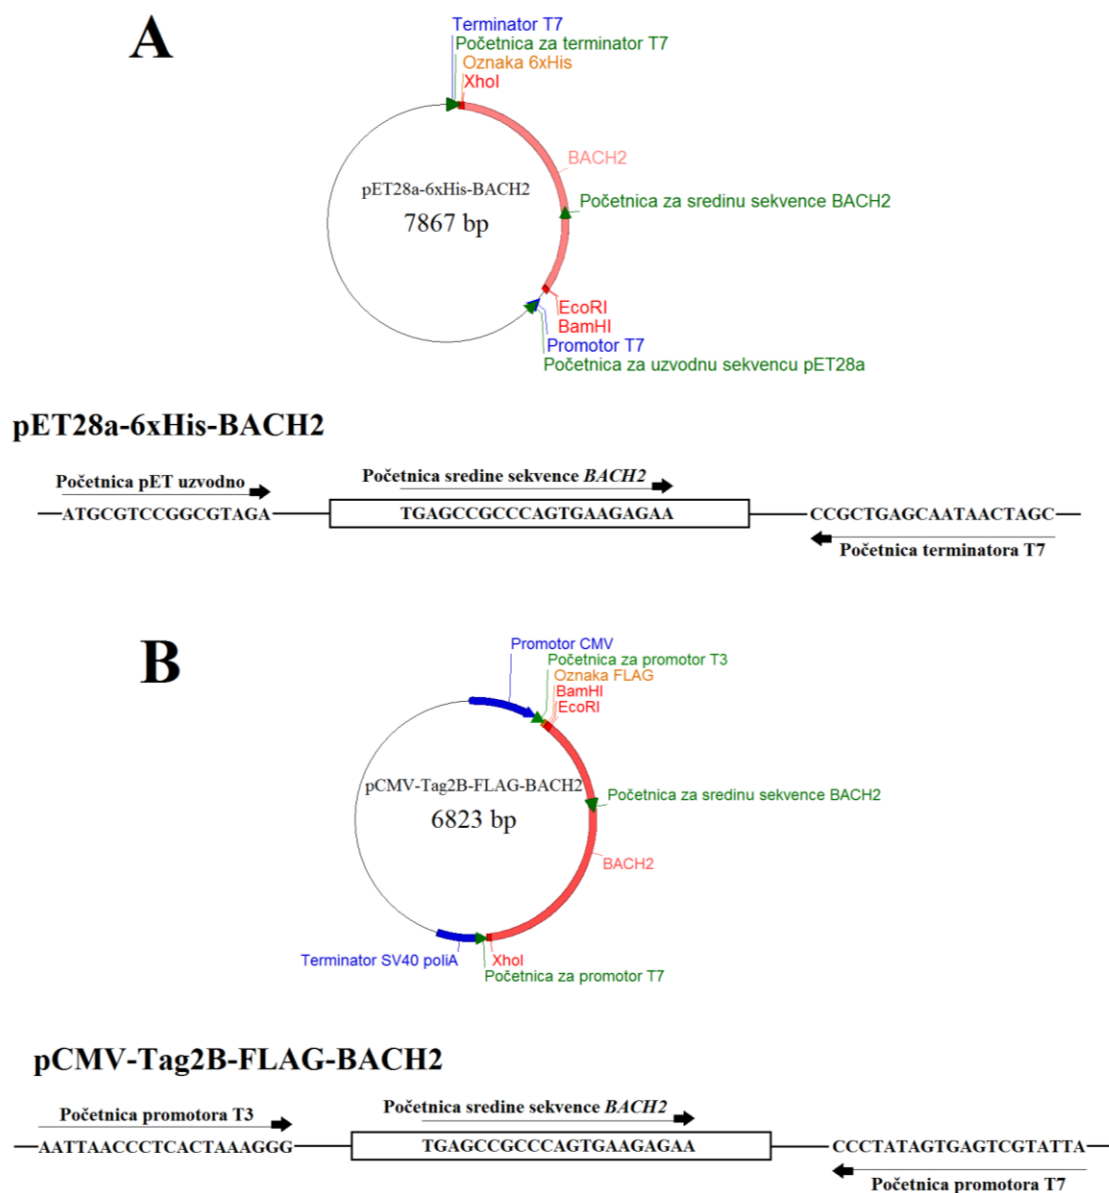 A
Terminator T7
Početnica za terminator T7
Oznaka 6xHis
XhoI
BACH2
pET28a-6xHis-BACH2
7867 bp
Početnica za sredinu sekvence BACH2
EcoRI
BamHI
Promotor T7
Početnica za uzvodnu sekvencu pET28a
pET28a-6xHis-BACH2
Početnica pET uzvodno
Početnica sredine sekvence BACH2
ATGCGTCCGGCGTAGA
TGAGCCGCCCAGTGAAGAGAA
CCGCTGAGCAATAACTAGC
Početnica terminatora T7
B
Promotor CMV
Početnica za promotor T3
Oznaka FLAG
BamHI
EcoRI
pCMV-Tag2B-FLAG-BACH2
6823 bp
Početnica za sredinu sekvence BACH2
BACH2
Terminator SV40 poliA
XhoI
Početnica za promotor T7
pCMV-Tag2B-FLAG-BACH2
Početnica promotora T3
Početnica sredine sekvence BACH2
AATTAACCCTCACTAAAGGG
TGAGCCGCCCAGTGAAGAGAA
CCCTATAGTGAGTCGTATTA
Početnica promotora T7